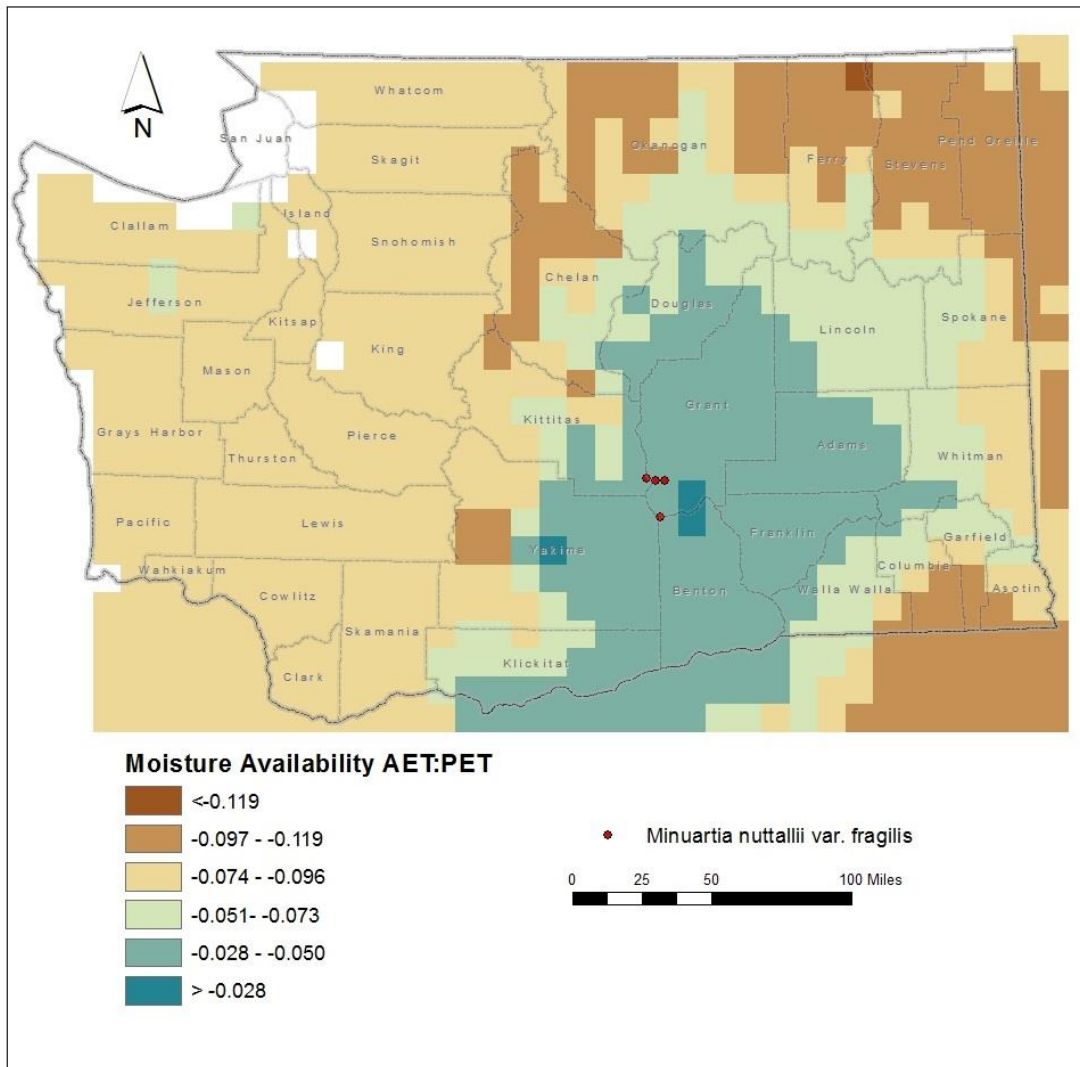 N
Whatcom
San Juan
Skagit
Okanogan
Ferry
Stevens
Pend Oreille
Island
Clallam
Snohomish
Chelan
Douglas
Jefferson
Kitsap
King
Lincoln
Spokane
Mason
Grant
Kittitas
Grays Harbor
Pierce
Adams
Thurston
Whitman
Pacific
Lewis
Yakima
Franklin
Garfield
Wahkiakum
Columbia
Cowlitz
Benton
Walla Walla
Asotin
Skamania
Klickitat
Clark
Moisture Availability AET:PET
<-0.119
-0.097 - -0.119
-0.074 - -0.096
-0.051- -0.073
-0.028 - -0.050
> -0.028
Minuartia nuttallii var. fragilis
0 25 50 100 Miles